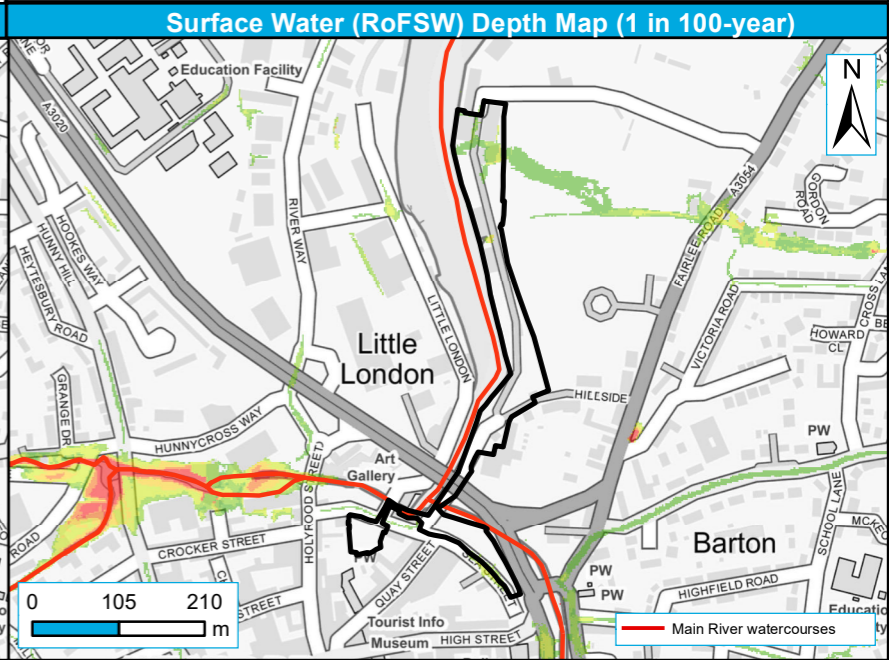 Surface Water (RoFSW) Depth Map (1 in 100-year)
Education Facility
N
A3020
RIVER WAY
A3054
GORDON
ROAD
HOOKES WAY
HUNNY HILL
HEYTESBURY
ROAD
FAIRLEE ROAD
VICTORIA ROAD
HOWARD
CL
LITTLE LONDON
Little
London
GRANGE DR
HUNNYCROSS WAY
HILLSIDE
PW
Art
Gallery
HOLYROOD STREET
SCHOOL LANE
ROAD
CROCKER STREET
PW
QUAY STREET
Barton
PW
PW
HIGHFIELD ROAD
STREET
Tourist Info
Museum
HIGH STREET
0 105 210
m
Main River watercourses